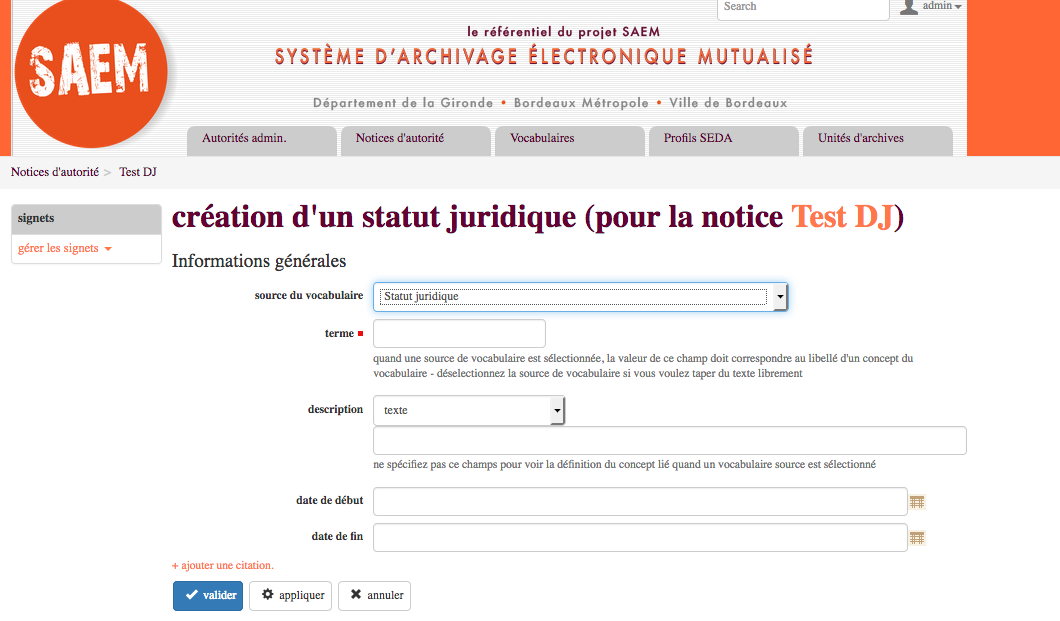 Search
admin
le référentiel du projet SAEM
SAEM
SYSTÈME D'ARCHIVAGE ÉLECTRONIQUE MUTUALISÉ
Département de la Gironde • Bordeaux Métropole • Ville de Bordeaux
Autorités admin. Notices d'autorité Vocabulaires Profils SEDA Unités d'archives
Notices d'autorité > Test DJ
signets
gérer les signets
création d'un statut juridique (pour la notice Test DJ)
Informations générales
source du vocabulaire Statut juridique
terme
quand une source de vocabulaire est sélectionnée, la valeur de ce champ doit correspondre au libellé d'un concept du
vocabulaire - déselectionnez la source de vocabulaire si vous voulez taper du texte librement
description texte
ne spécifiez pas ce champs pour voir la définition du concept lié quand un vocabulaire source est sélectionné
date de début
date de fin
+ ajouter une citation.
valider appliquer annuler